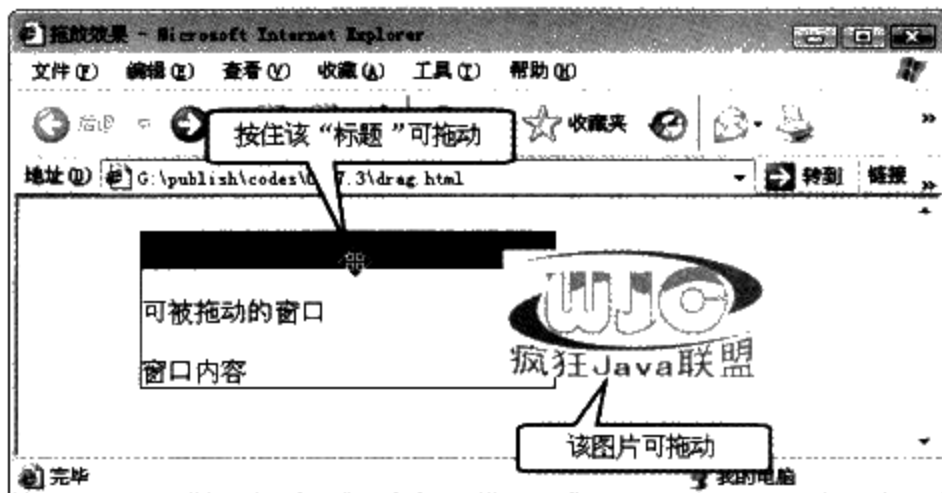 拖放效果 - Microsoft Internet Explorer
文件(F) 编辑(E) 查看(V) 收藏(A) 工具(T) 帮助(H)
后退 收藏夹
按住该“标题”可拖动
地址(D) G:\publish\codes\ 7.3\drag.html 转到 链接
可被拖动的窗口
窗口内容
WJC
疯狂Java联盟
该图片可拖动
完毕 我的电脑